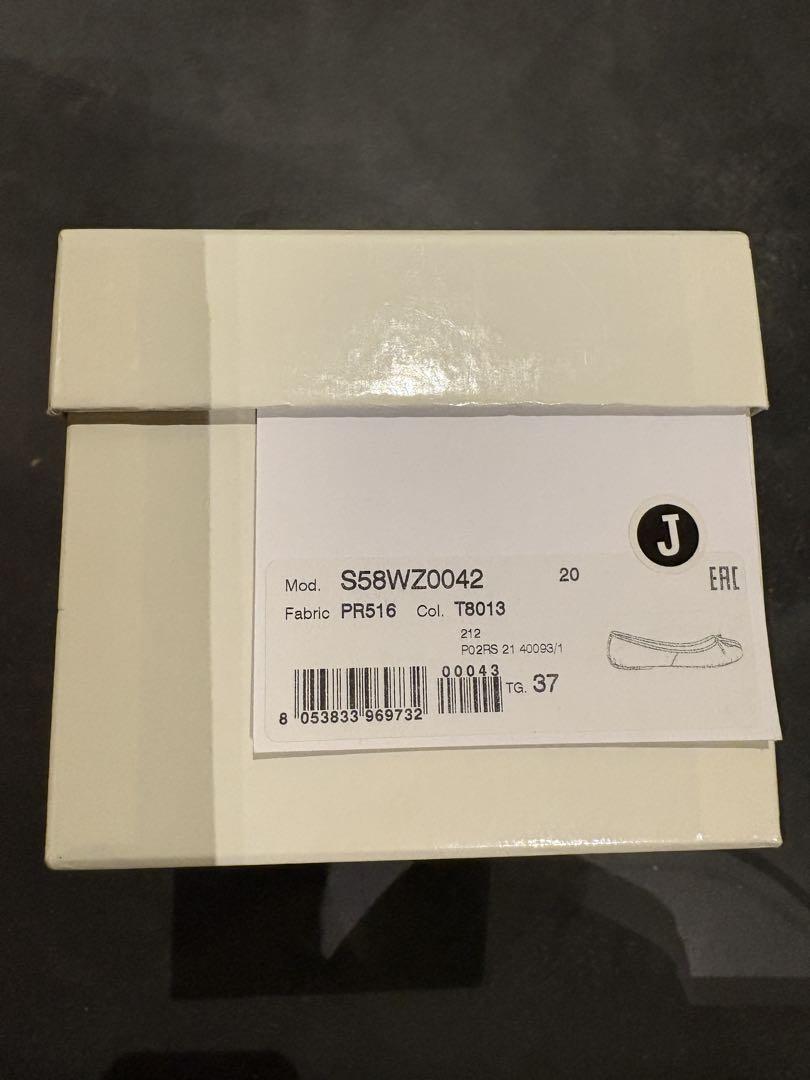 J
Mod. S58WZ0042 20
EAC
Fabric PR516 Col. T8013
212
P02RS 21 40093/1
00043
TG. 37
8 053833 969732